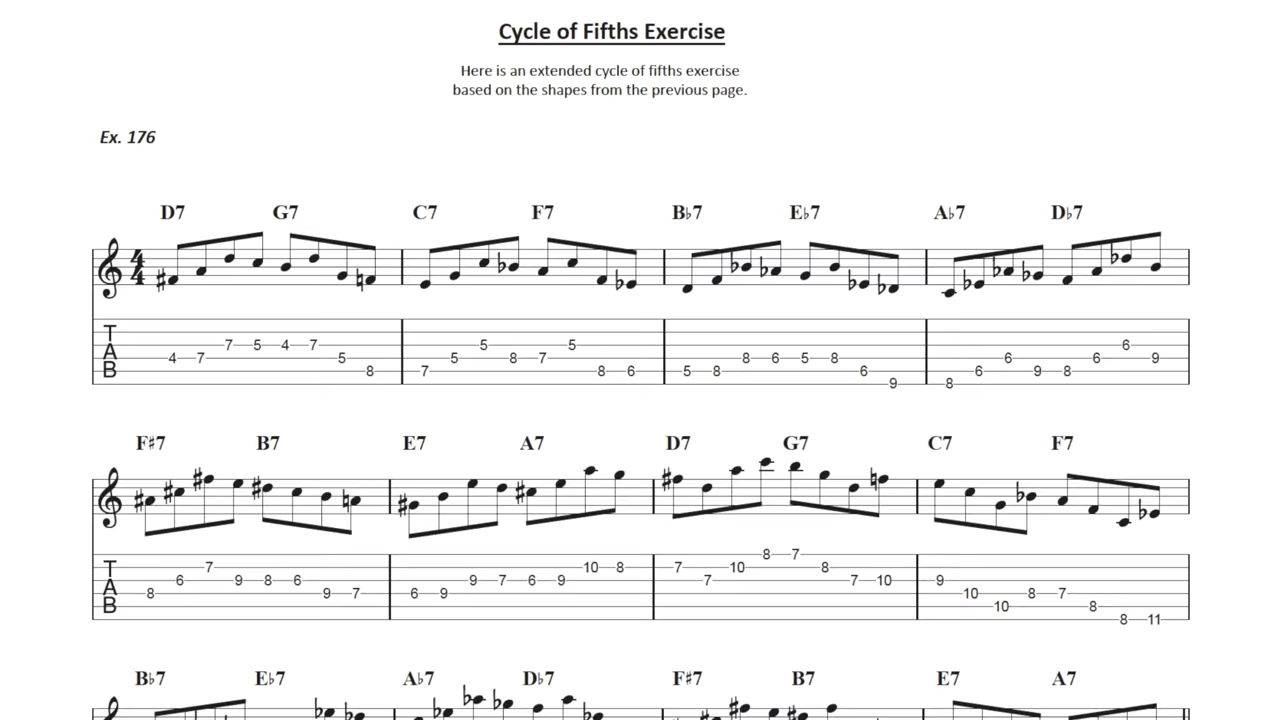 Cycle of Fifths Exercise
Here is an extended cycle of fifths exercise
based on the shapes from the previous page.
Ex. 176
D7 G7 C7 F7 B♭7 E♭7 A♭7 D♭7
4 4
T A B
4 7 7 5 4 7 5 8 7 5 5 8 7 5 8 6 5 8 8 6 5 8 6 9 8 6 6 9 8 6 6 9
F♯7 B7 E7 A7 D7 G7 C7 F7
T A B
8 6 7 9 8 6 9 7 6 9 9 7 6 9 10 8 7 7 10 8 7 8 7 10 9 10 10 8 7 8 8 11
B♭7 E♭7 A♭7 D♭7 F♯7 B7 E7 A7